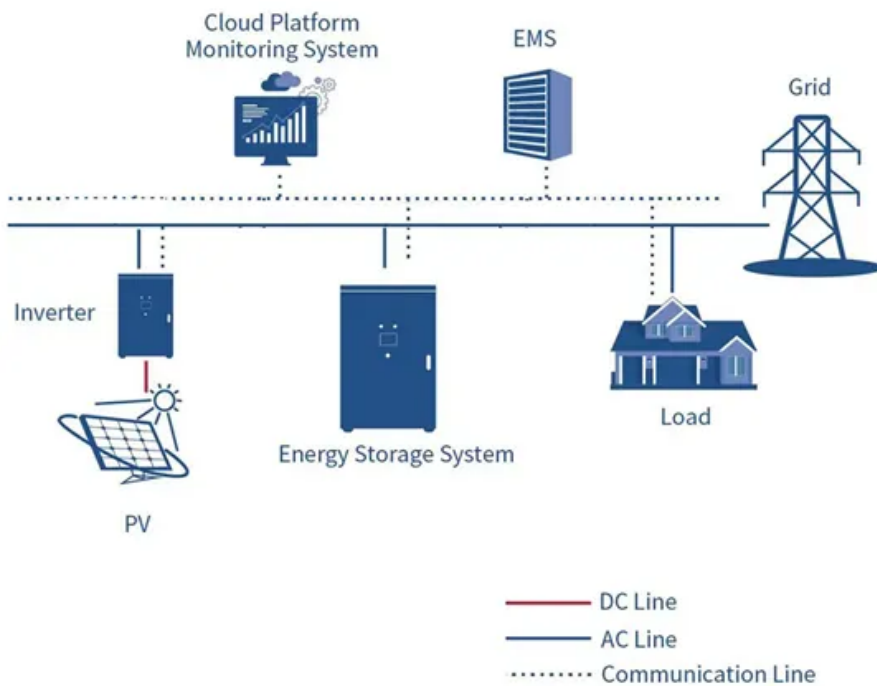 Cloud Platform
Monitoring System
EMS
Grid
Inverter
Load
Energy Storage System
PV
DC Line
AC Line
Communication Line